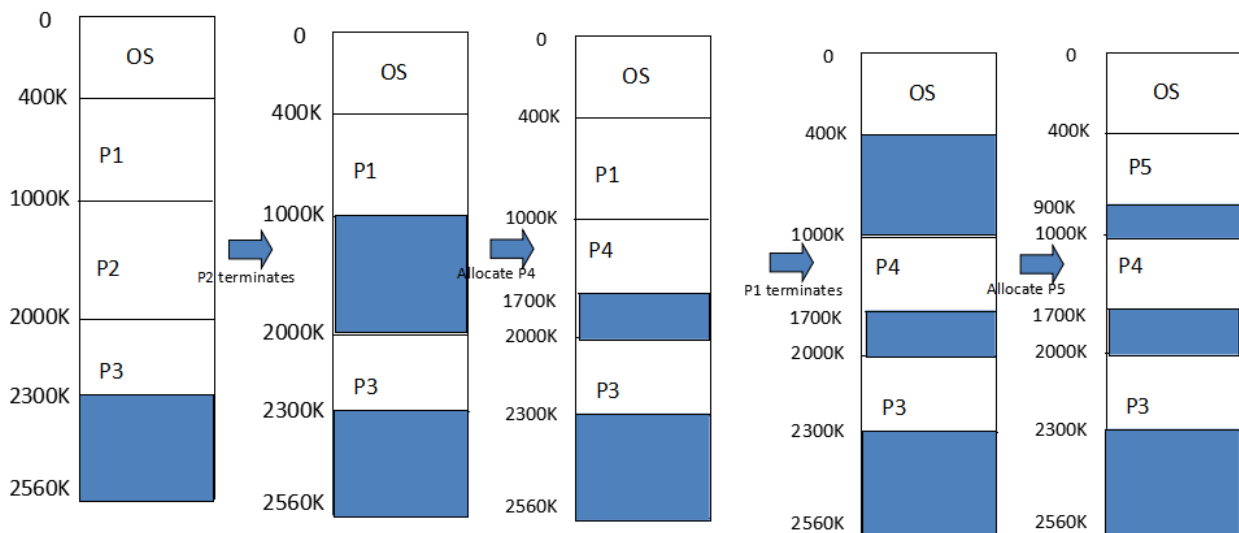 0
OS
400K
P1
1000K
P2
2000K
P3
2300K
2560K
P2 terminates
0
OS
400K
P1
1000K
2000K
P3
2300K
2560K
Allocate P4
0
OS
400K
P1
1000K
P4
1700K
2000K
P3
2300K
2560K
P1 terminates
0
OS
400K
1000K
P4
1700K
2000K
P3
2300K
2560K
Allocate P5
0
OS
400K
P5
900K
1000K
P4
1700K
2000K
P3
2300K
2560K